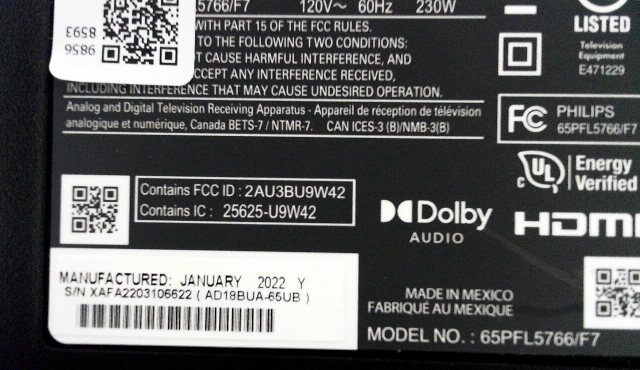 5766/F7 120V~ 60Hz 230W
9856
8593
WITH PART 15 OF THE FCC RULES.
TO THE FOLLOWING TWO CONDITIONS:
CAUSE HARMFUL INTERFERENCE, AND
ACCEPT ANY INTERFERENCE RECEIVED,
INCLUDING INTERFERENCE THAT MAY CAUSE UNDESIRED OPERATION.
Analog and Digital Television Receiving Apparatus - Appareil de réception de télévision
analogique et numérique, Canada BETS-7 / NTMR-7. CAN ICES-3 (B)/NMB-3(B)
LISTED
Television
Equipment
E471229
FC PHILIPS
65PFL5766/F7
c UL Energy
Verified
Contains FCC ID : 2AU3BU9W42
Contains IC : 25625-U9W42
Dolby
AUDIO
HDMI
MANUFACTURED: JANUARY 2022 Y
S/N XAFA2203106622 ( AD18BUA-65UB )
MADE IN MEXICO
FABRIQUÉ AU MEXIQUE
MODEL NO. : 65PFL5766/F7